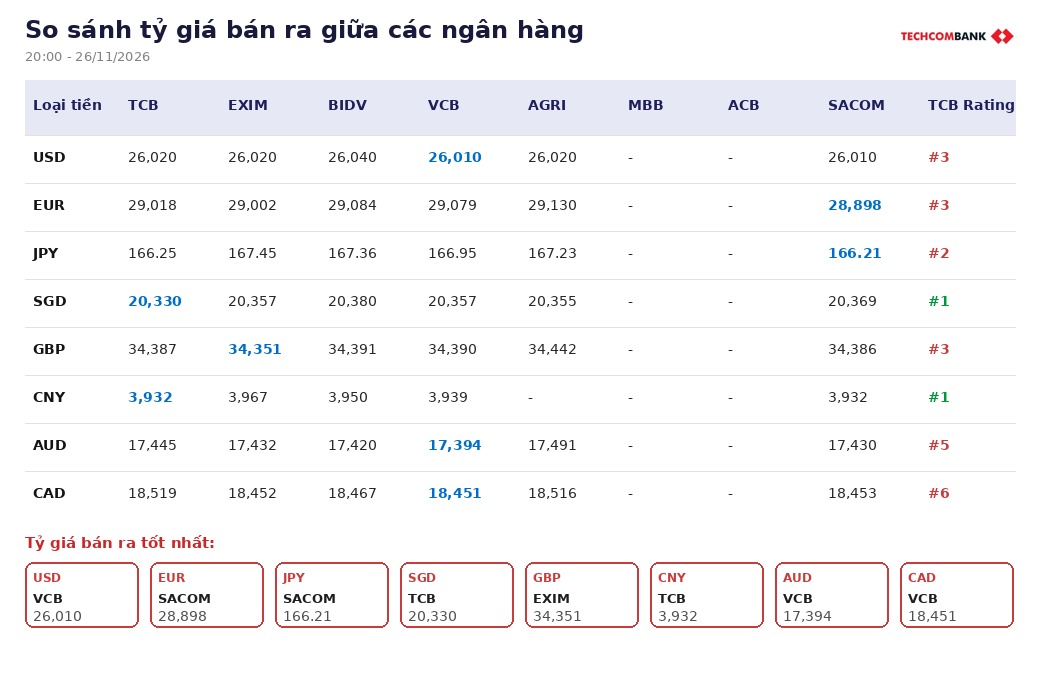 So sánh tỷ giá bán ra giữa các ngân hàng
20:00 - 26/11/2026
TECHCOMBANK
Loại tiền TCB EXIM BIDV VCB AGRI MBB ACB SACOM TCB Rating
USD 26,020 26,020 26,040 26,010 26,020 - - 26,010 #3
EUR 29,018 29,002 29,084 29,079 29,130 - - 28,898 #3
JPY 166.25 167.45 167.36 166.95 167.23 - - 166.21 #2
SGD 20,330 20,357 20,380 20,357 20,355 - - 20,369 #1
GBP 34,387 34,351 34,391 34,390 34,442 - - 34,386 #3
CNY 3,932 3,967 3,950 3,939 - - - 3,932 #1
AUD 17,445 17,432 17,420 17,394 17,491 - - 17,430 #5
CAD 18,519 18,452 18,467 18,451 18,516 - - 18,453 #6
Tỷ giá bán ra tốt nhất:
USD EUR JPY SGD GBP CNY AUD CAD
VCB SACOM SACOM TCB EXIM TCB VCB VCB
26,010 28,898 166.21 20,330 34,351 3,932 17,394 18,451